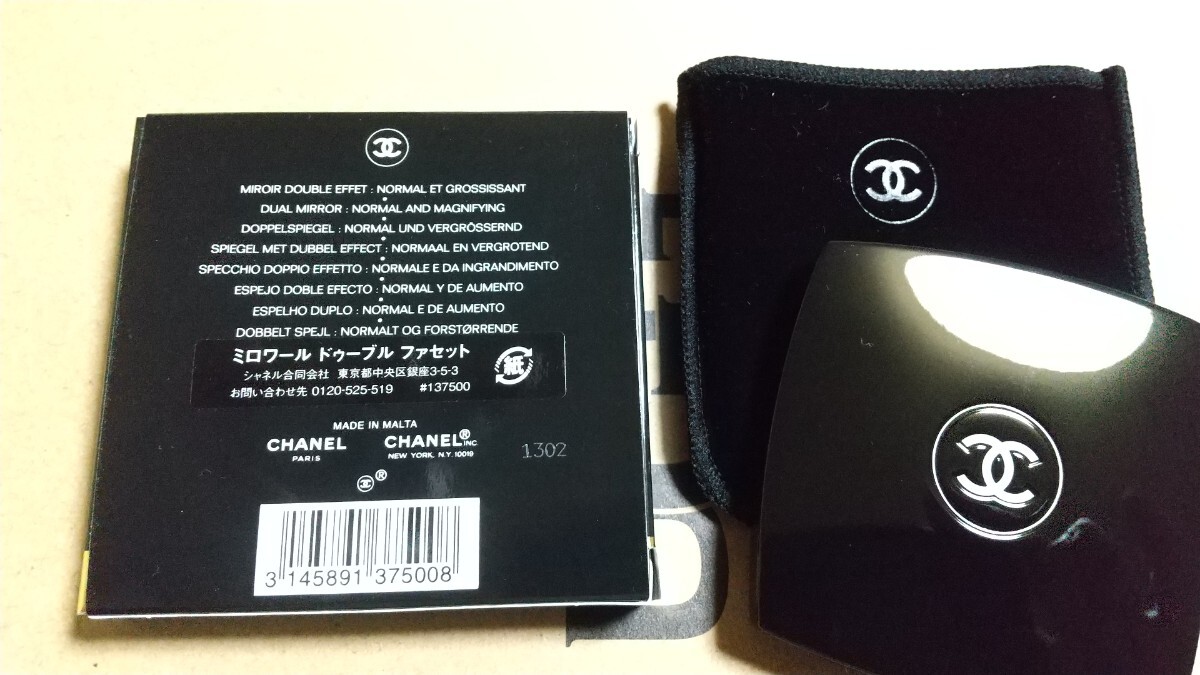 MIROIR DOUBLE EFFET : NORMAL ET GROSSISSANT
DUAL MIRROR : NORMAL AND MAGNIFYING
DOPPELSPIEGEL : NORMAL UND VERGRÖSSERND
SPIEGEL MET DUBBEL EFFECT : NORMAAL EN VERGROTEND
SPECCHIO DOPPIO EFFETTO : NORMALE E DA INGRANDIMENTO
ESPEJO DOBLE EFECTO : NORMAL Y DE AUMENTO
ESPELHO DUPLO : NORMAL E DE AUMENTO
DOBBELT SPEJL : NORMALT OG FORSTØRRENDE
ミロワール ドゥーブル ファセット
シャネル合同会社 東京都中央区銀座3-5-3
お問い合わせ先 0120-525-519 #137500
紙
MADE IN MALTA
CHANEL CHANEL® INC.
PARIS NEW YORK, N.Y. 10019
1302
®
3 145891 375008